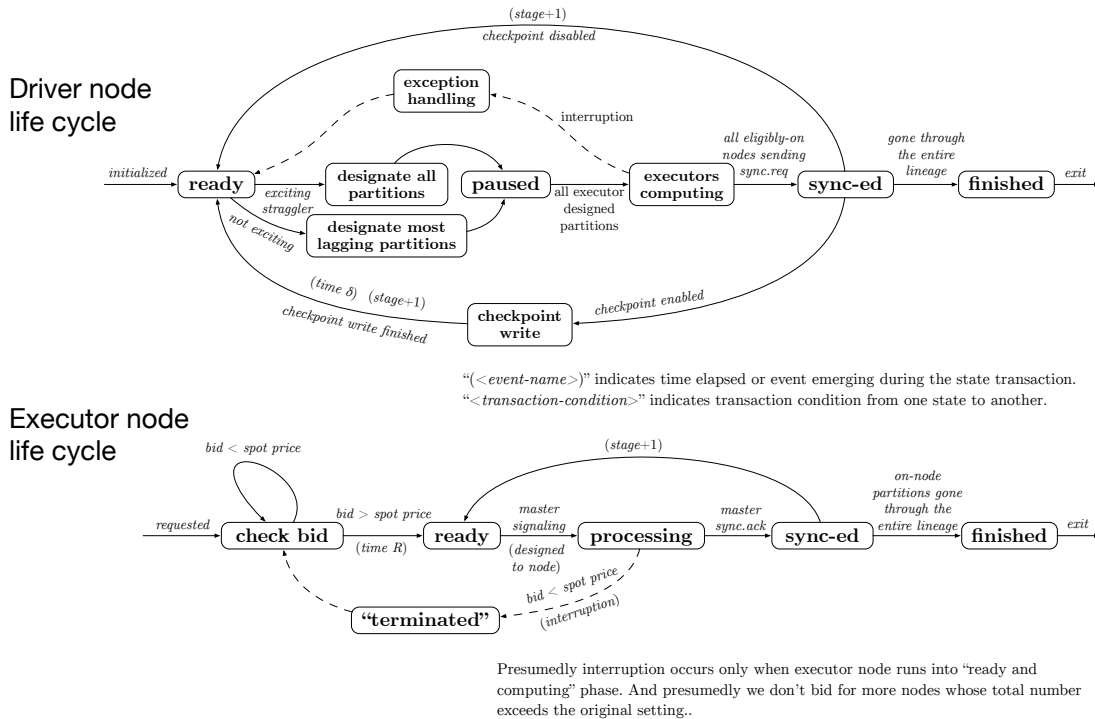 (stage+1)
checkpoint disabled
Driver node
life cycle
exception
handling
interruption
initialized
ready
exciting
straggler
not exciting
designate all
partitions
designate most
lagging partitions
paused
all executor
designed
partitions
executors
computing
all eligibly-on
nodes sending
sync.req
sync-ed
gone through
the entire
lineage
finished
exit
(time δ) (stage+1)
checkpoint write finished
checkpoint
write
checkpoint enabled
“(<event-name>)” indicates time elapsed or event emerging during the state transaction.
“<transaction-condition>” indicates transaction condition from one state to another.
Executor node
life cycle
bid < spot price
(stage+1)
requested
check bid
bid > spot price
(time R)
ready
master
signaling
(designed
to node)
processing
master
sync.ack
sync-ed
on-node
partitions gone
through the
entire lineage
finished
exit
bid < spot price
(interruption)
“terminated”
Presumedly interruption occurs only when executor node runs into “ready and
computing” phase. And presumedly we don’t bid for more nodes whose total number
exceeds the original setting..